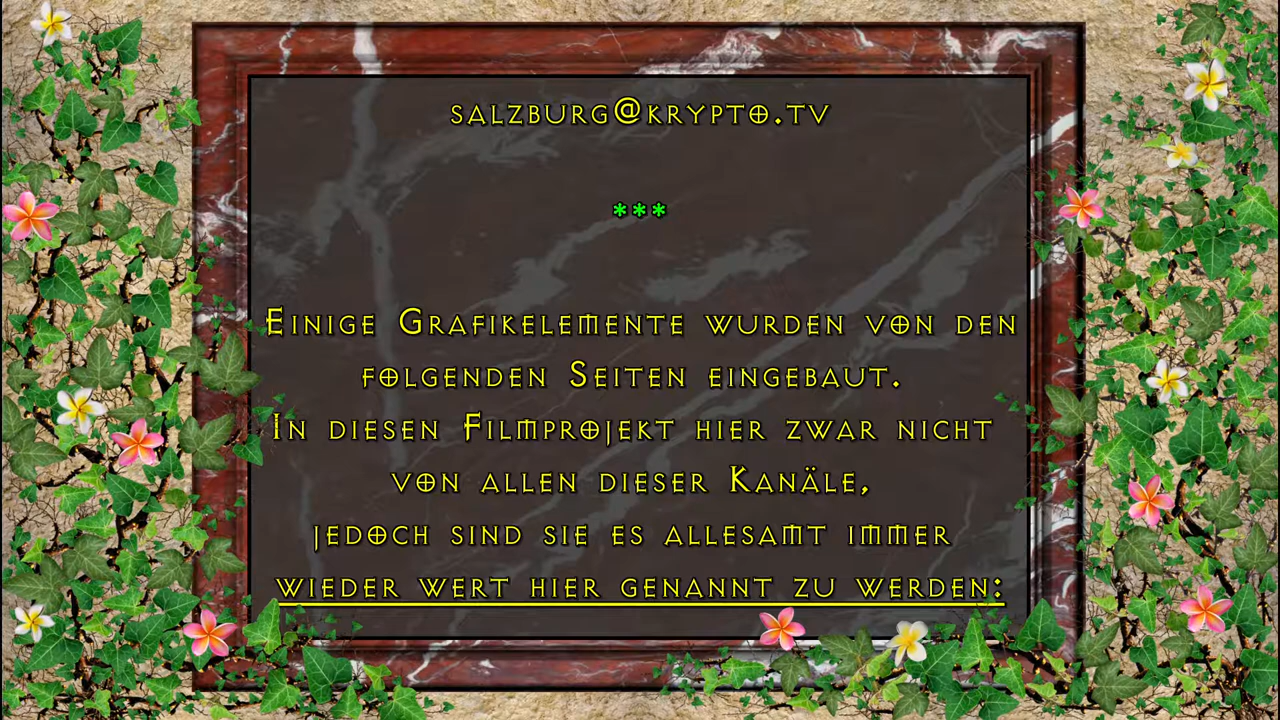 salzburg@krypto.tv
***
Einige Grafikelemente wurden von den
folgenden Seiten eingebaut.
In diesen Filmprojekt hier zwar nicht
von allen dieser Kanäle,
jedoch sind sie es allesamt immer
wieder wert hier genannt zu werden: